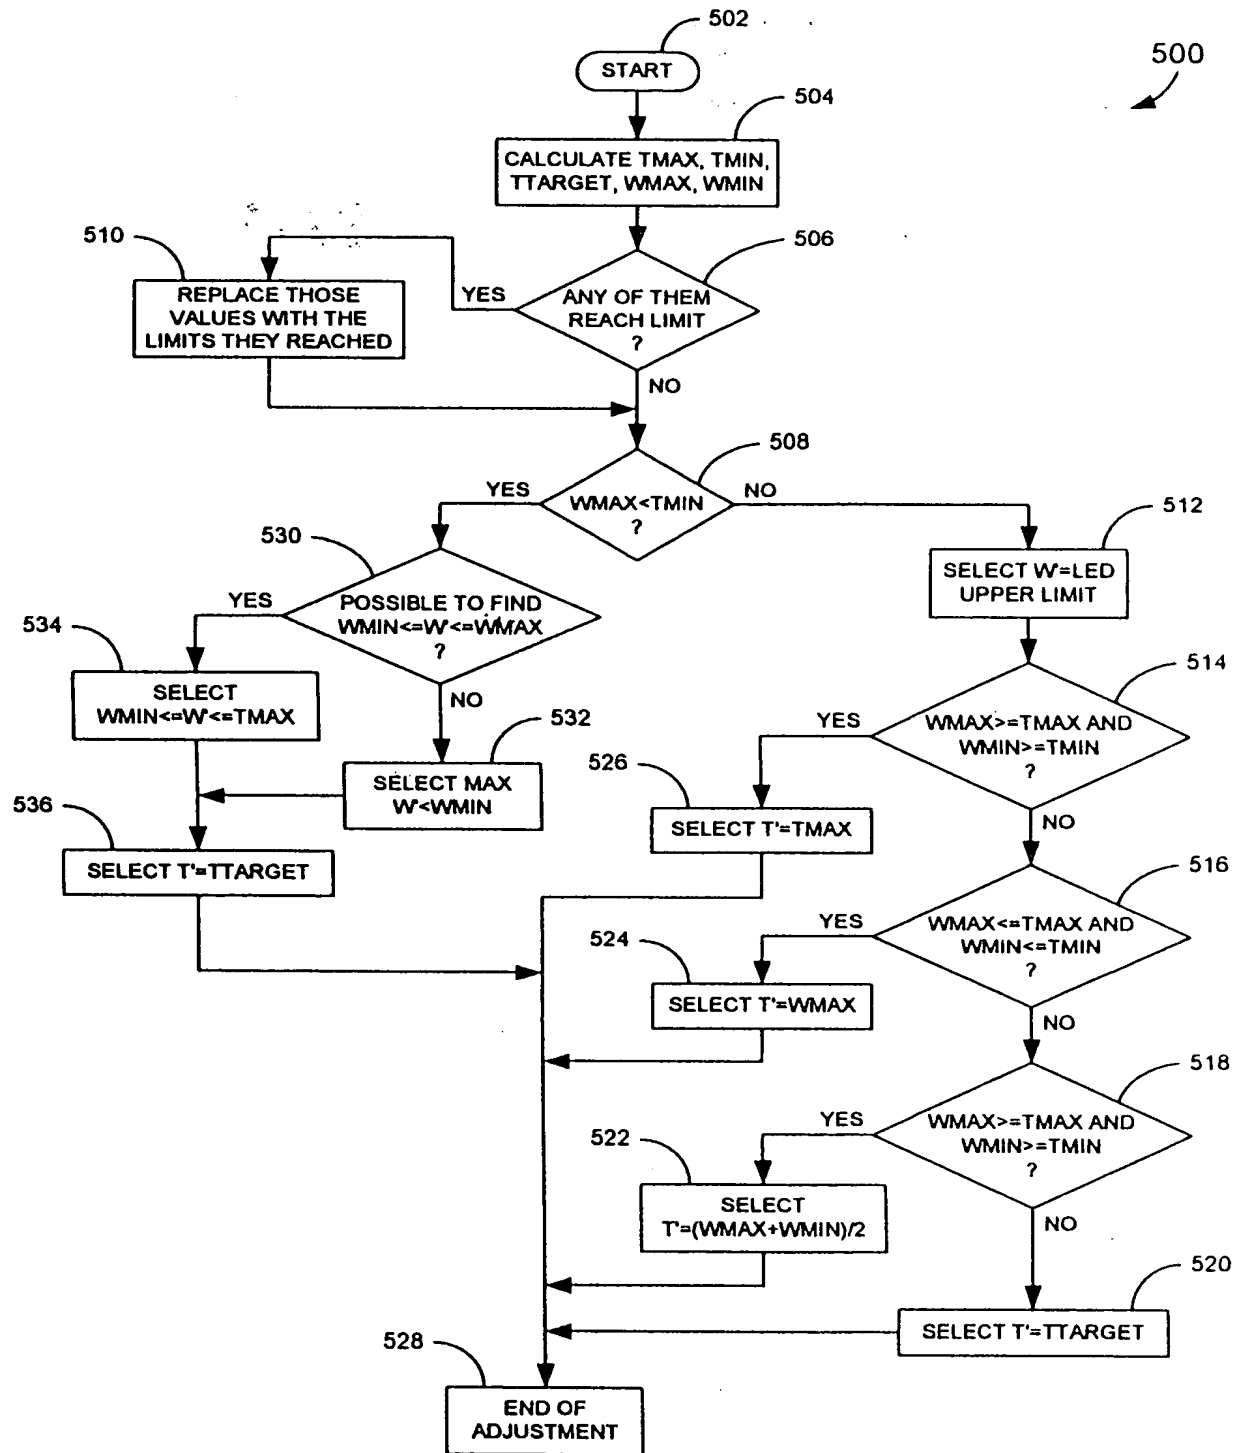 502
START
500
504
CALCULATE TMAX, TMIN,
TTARGET, WMAX, WMIN
510
506
REPLACE THOSE
VALUES WITH THE
LIMITS THEY REACHED
YES
ANY OF THEM
REACH LIMIT
?
NO
508
YES
WMAX<TMIN
?
NO
512
SELECT W'=LED
UPPER LIMIT
530
YES
POSSIBLE TO FIND
WMIN<=W'<=WMAX
?
NO
534
SELECT
WMIN<=W'<=TMAX
532
SELECT MAX
W'<WMIN
536
SELECT T'=TTARGET
514
YES
WMAX>=TMAX AND
WMIN>=TMIN
?
NO
526
SELECT T'=TMAX
516
YES
WMAX<=TMAX AND
WMIN<=TMIN
?
NO
524
SELECT T'=WMAX
518
YES
WMAX>=TMAX AND
WMIN>=TMIN
?
NO
522
SELECT
T'=(WMAX+WMIN)/2
520
SELECT T'=TTARGET
528
END OF
ADJUSTMENT